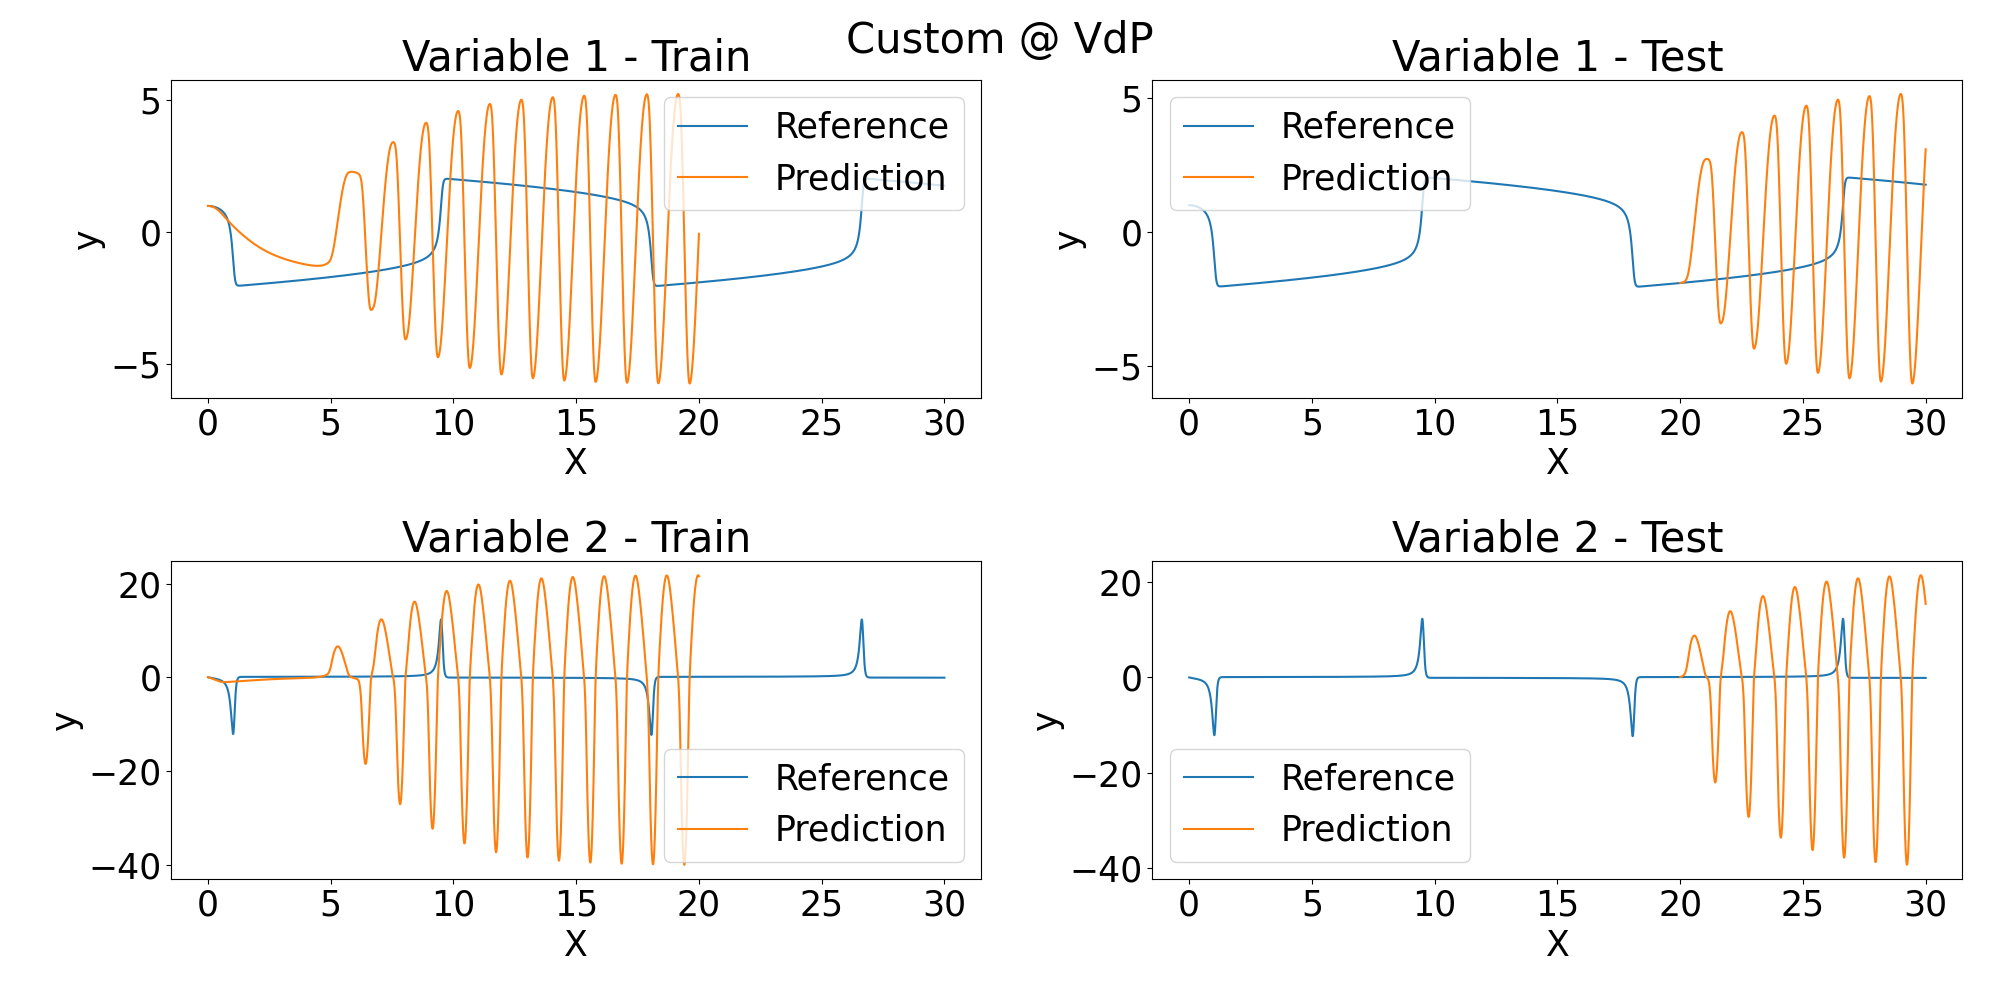 Custom @ VdP
Variable 1 - Train
5
0
−5
y
Reference
Prediction
0 5 10 15 20 25 30
X
Variable 1 - Test
5
0
−5
y
Reference
Prediction
0 5 10 15 20 25 30
X
Variable 2 - Train
20
0
−20
−40
y
Reference
Prediction
0 5 10 15 20 25 30
X
Variable 2 - Test
20
0
−20
−40
y
Reference
Prediction
0 5 10 15 20 25 30
X